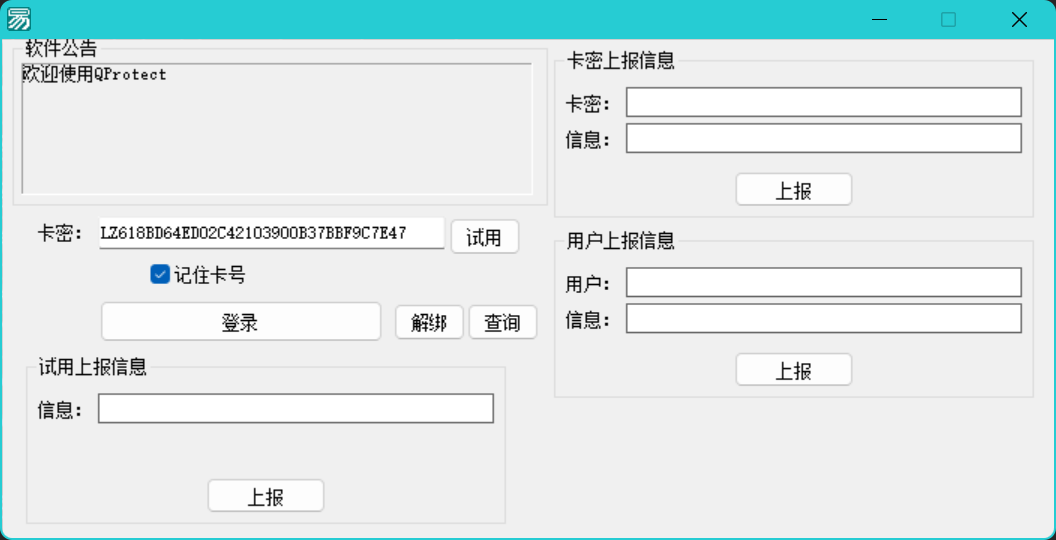 易
软件公告
欢迎使用QProtect
卡密：
LZ618BD64ED02C42103900B37BBF9C7E47
试用
记住卡号
登录
解绑
查询
试用上报信息
信息：
上报
卡密上报信息
卡密：
信息：
上报
用户上报信息
用户：
信息：
上报